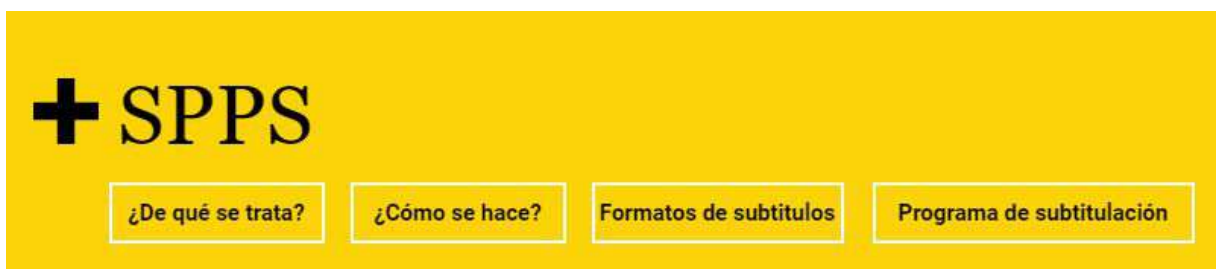 + SPPS
¿De qué se trata? ¿Cómo se hace? Formatos de subtitulos Programa de subtitulación